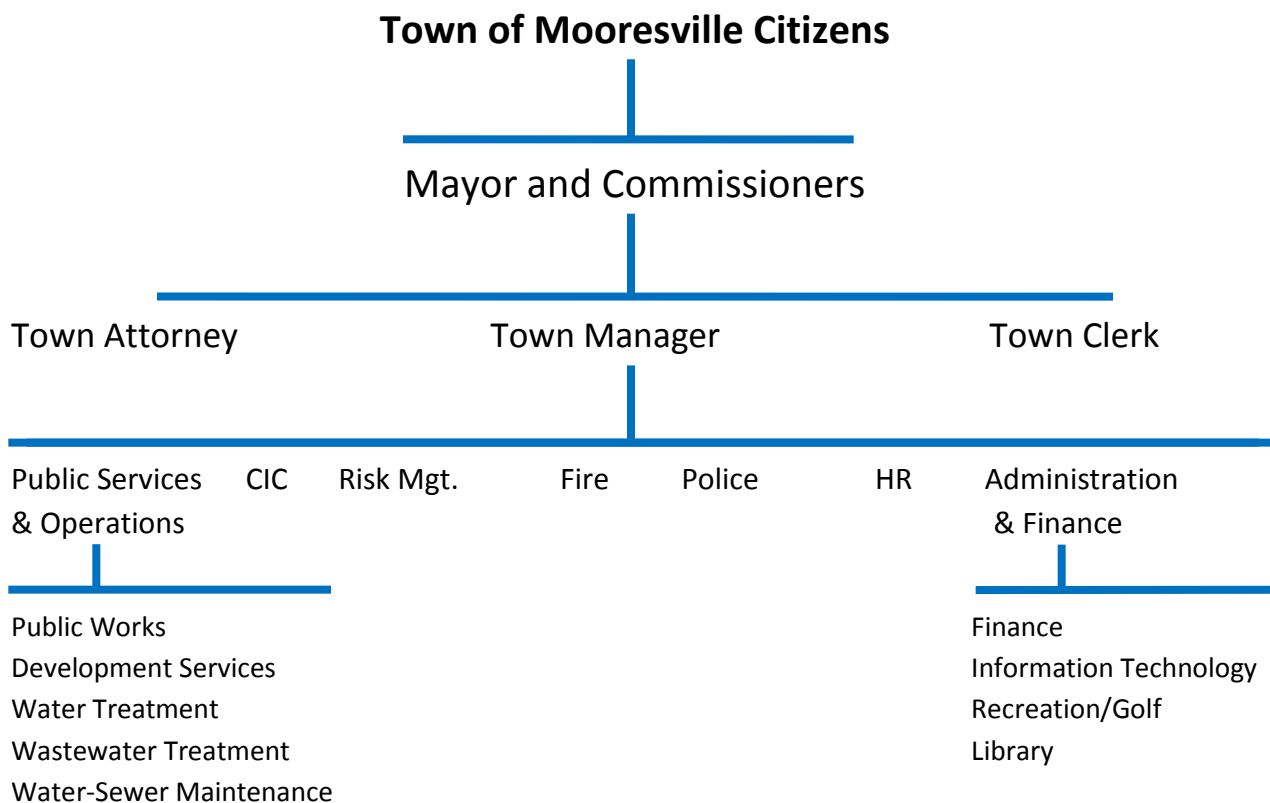 Town of Mooresville Citizens
Mayor and Commissioners
Town Attorney Town Manager Town Clerk
Public Services CIC Risk Mgt. Fire Police HR Administration
& Operations & Finance
Public Works Finance
Development Services Information Technology
Water Treatment Recreation/Golf
Wastewater Treatment Library
Water-Sewer Maintenance